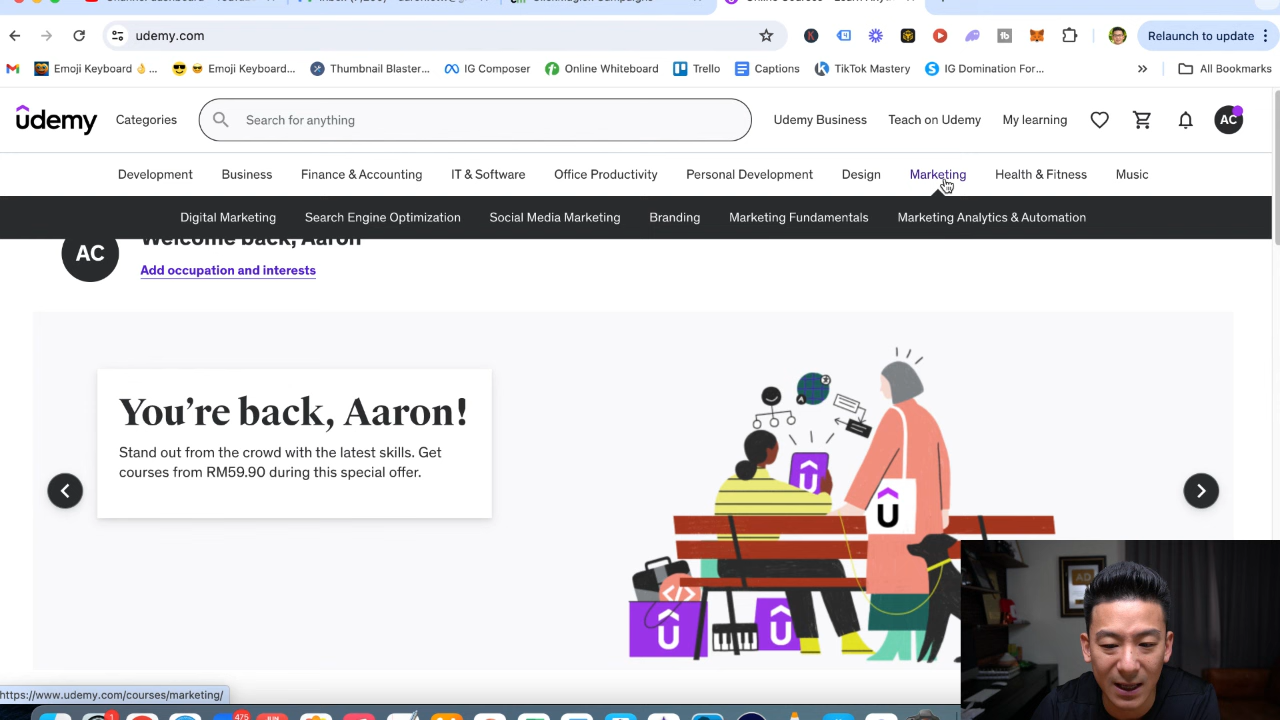 udemy.com
Relaunch to update
Emoji Keyboard 👌 ...
Emoji Keyboard...
Thumbnail Blaster...
IG Composer
Online Whiteboard
Trello
Captions
TikTok Mastery
IG Domination For...
»
All Bookmarks
ûdemy
Categories
Search for anything
Udemy Business
Teach on Udemy
My learning
AC
Development
Business
Finance & Accounting
IT & Software
Office Productivity
Personal Development
Design
Marketing
Health & Fitness
Music
Digital Marketing
Search Engine Optimization
Social Media Marketing
Branding
Marketing Fundamentals
Marketing Analytics & Automation
AC
Welcome back, Aaron
Add occupation and interests
You're back, Aaron!
Stand out from the crowd with the latest skills. Get
courses from RM59.90 during this special offer.
https://www.udemy.com/courses/marketing/
475